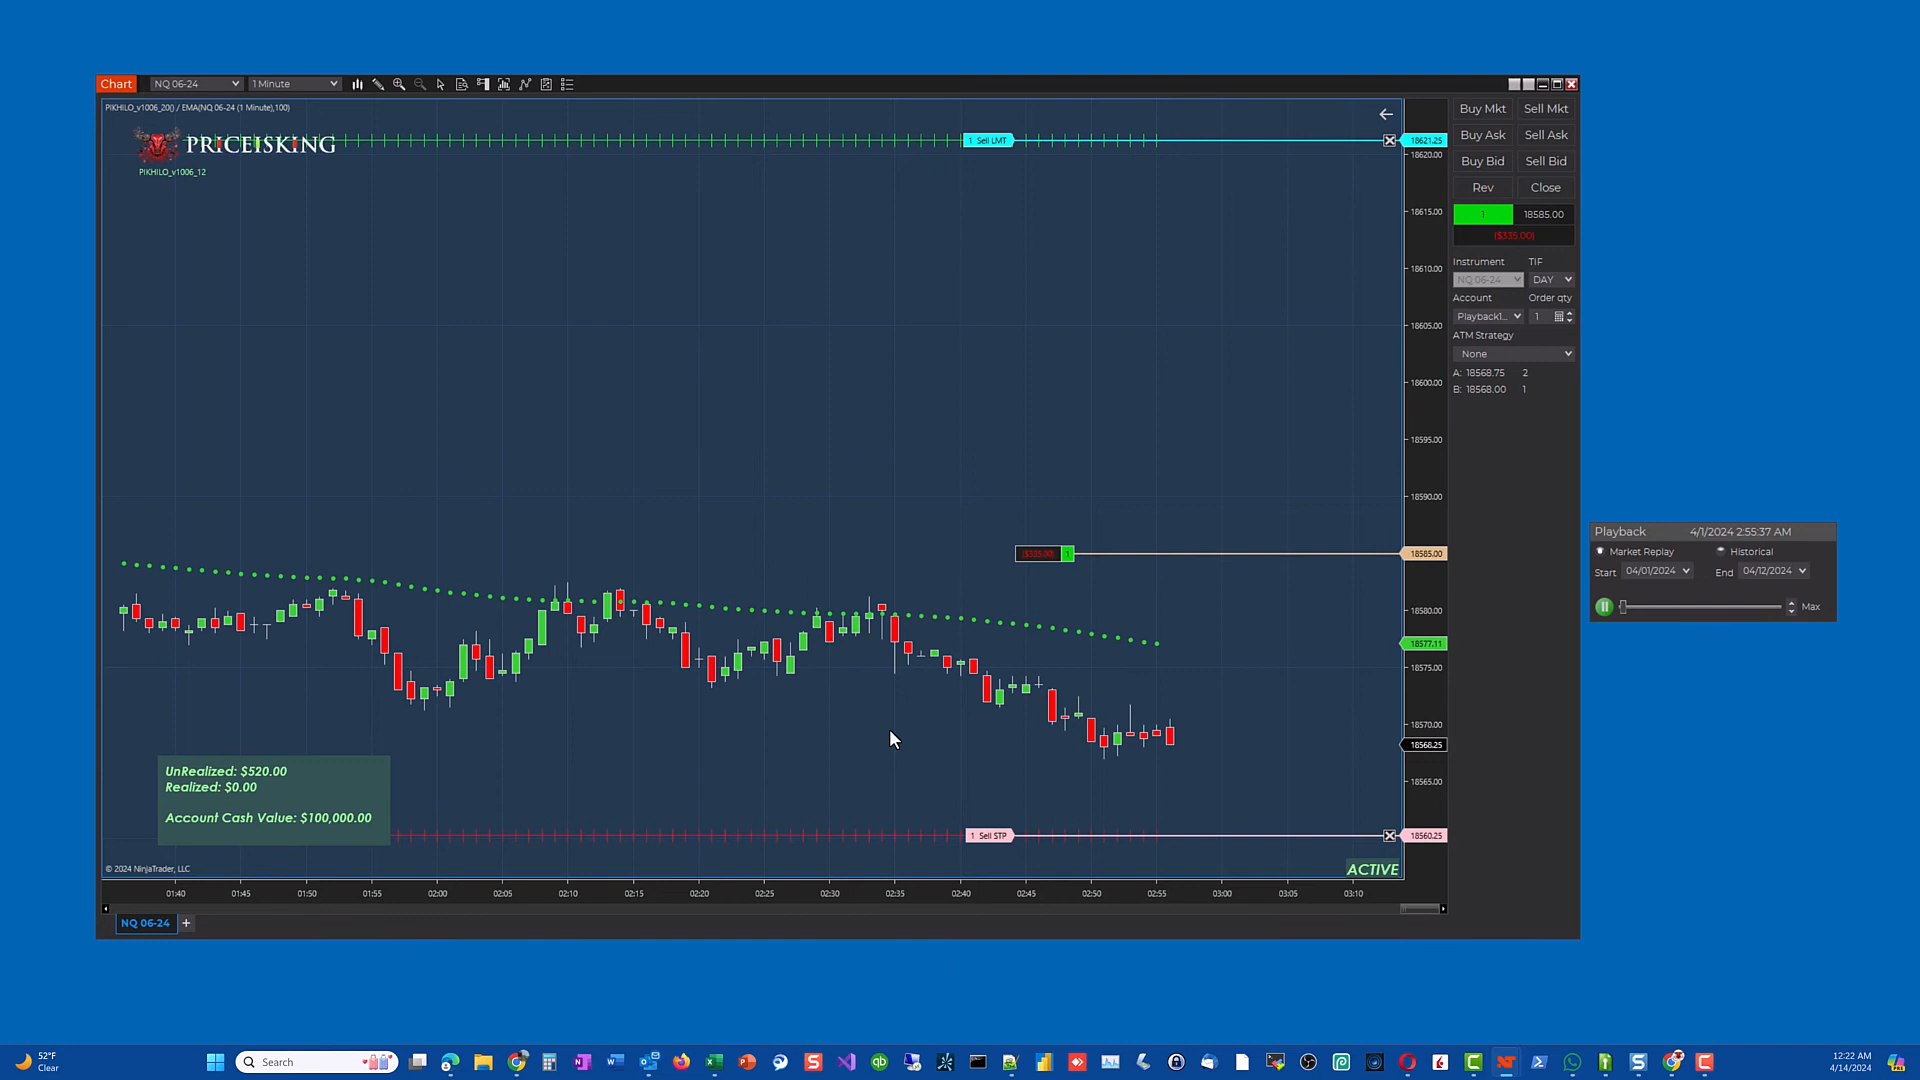 Chart
NQ 06-24
1 Minute
PIKHILO_v1006_20() / EMA(NQ 06-24 (1 Minute),100)
PRICEISKING
PIKHILO_v1006_12
1 Sell LMT
18621.25
18620.00
18615.00
18610.00
18605.00
18600.00
18595.00
18590.00
($335.00) 1
18585.00
18580.00
18577.11
18575.00
18570.00
18568.25
18565.00
1 Sell STP
18560.25
UnRealized: $520.00
Realized: $0.00
Account Cash Value: $100,000.00
© 2024 NinjaTrader, LLC
ACTIVE
01:40 01:45 01:50 01:55 02:00 02:05 02:10 02:15 02:20 02:25 02:30 02:35 02:40 02:45 02:50 02:55 03:00 03:05 03:10
NQ 06-24 +
Buy Mkt Sell Mkt
Buy Ask Sell Ask
Buy Bid Sell Bid
Rev Close
1 18585.00
($335.00)
Instrument TIF
NQ 06-24 DAY
Account Order qty
Playback1... 1
ATM Strategy
None
A: 18568.75 2
B: 18568.00 1
Playback 4/1/2024 2:55:37 AM
Market Replay Historical
Start 04/01/2024 End 04/12/2024
Max
52°F
Clear
Search
12:22 AM
4/14/2024